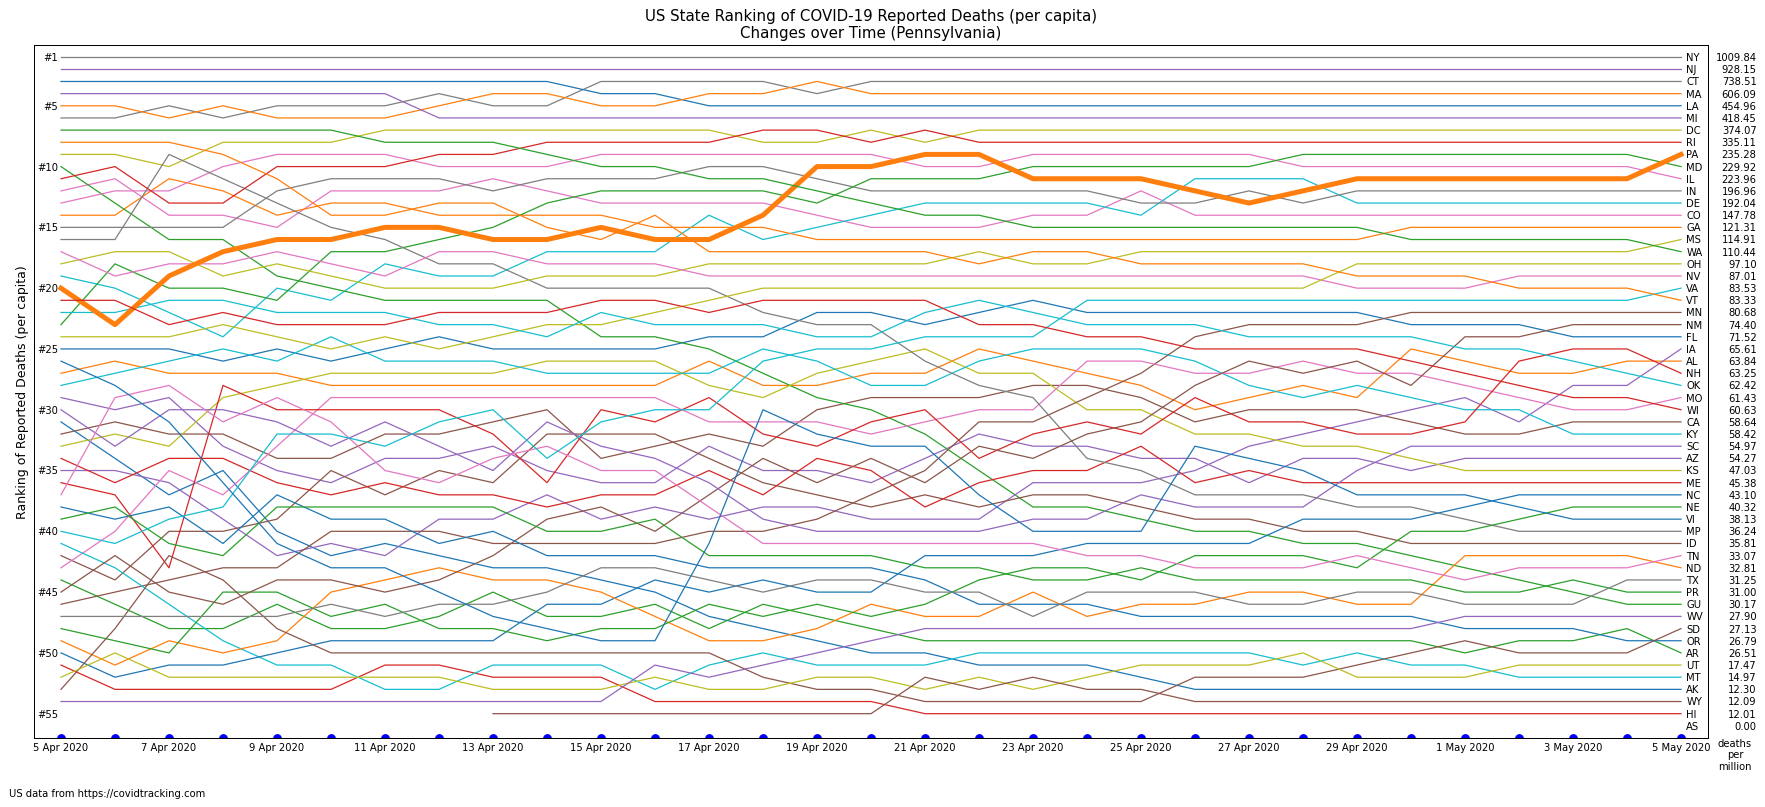 US State Ranking of COVID-19 Reported Deaths (per capita)
Changes over Time (Pennsylvania)
Ranking of Reported Deaths (per capita)
#1
#5
#10
#15
#20
#25
#30
#35
#40
#45
#50
#55
NY 1009.84
NJ 928.15
CT 738.51
MA 606.09
LA 454.96
MI 418.45
DC 374.07
RI 335.11
PA 235.28
MD 229.92
IL 223.96
IN 196.96
DE 192.04
CO 147.78
GA 121.31
MS 114.91
WA 110.44
OH 97.10
NV 87.01
VA 83.53
VT 83.33
MN 80.68
NM 74.40
FL 71.52
IA 65.61
AL 63.84
NH 63.25
OK 62.42
MO 61.43
WI 60.63
CA 58.64
KY 58.42
SC 54.97
AZ 54.27
KS 47.03
ME 45.38
NC 43.10
NE 40.32
VI 38.13
MP 36.24
ID 35.81
TN 33.07
ND 32.81
TX 31.25
PR 31.00
GU 30.17
WV 27.90
SD 27.13
OR 26.79
AR 26.51
UT 17.47
MT 14.97
AK 12.30
WY 12.09
HI 12.01
AS 0.00
5 Apr 2020 7 Apr 2020 9 Apr 2020 11 Apr 2020 13 Apr 2020 15 Apr 2020 17 Apr 2020 19 Apr 2020 21 Apr 2020 23 Apr 2020 25 Apr 2020 27 Apr 2020 29 Apr 2020 1 May 2020 3 May 2020 5 May 2020
deaths
per
million
US data from https://covidtracking.com